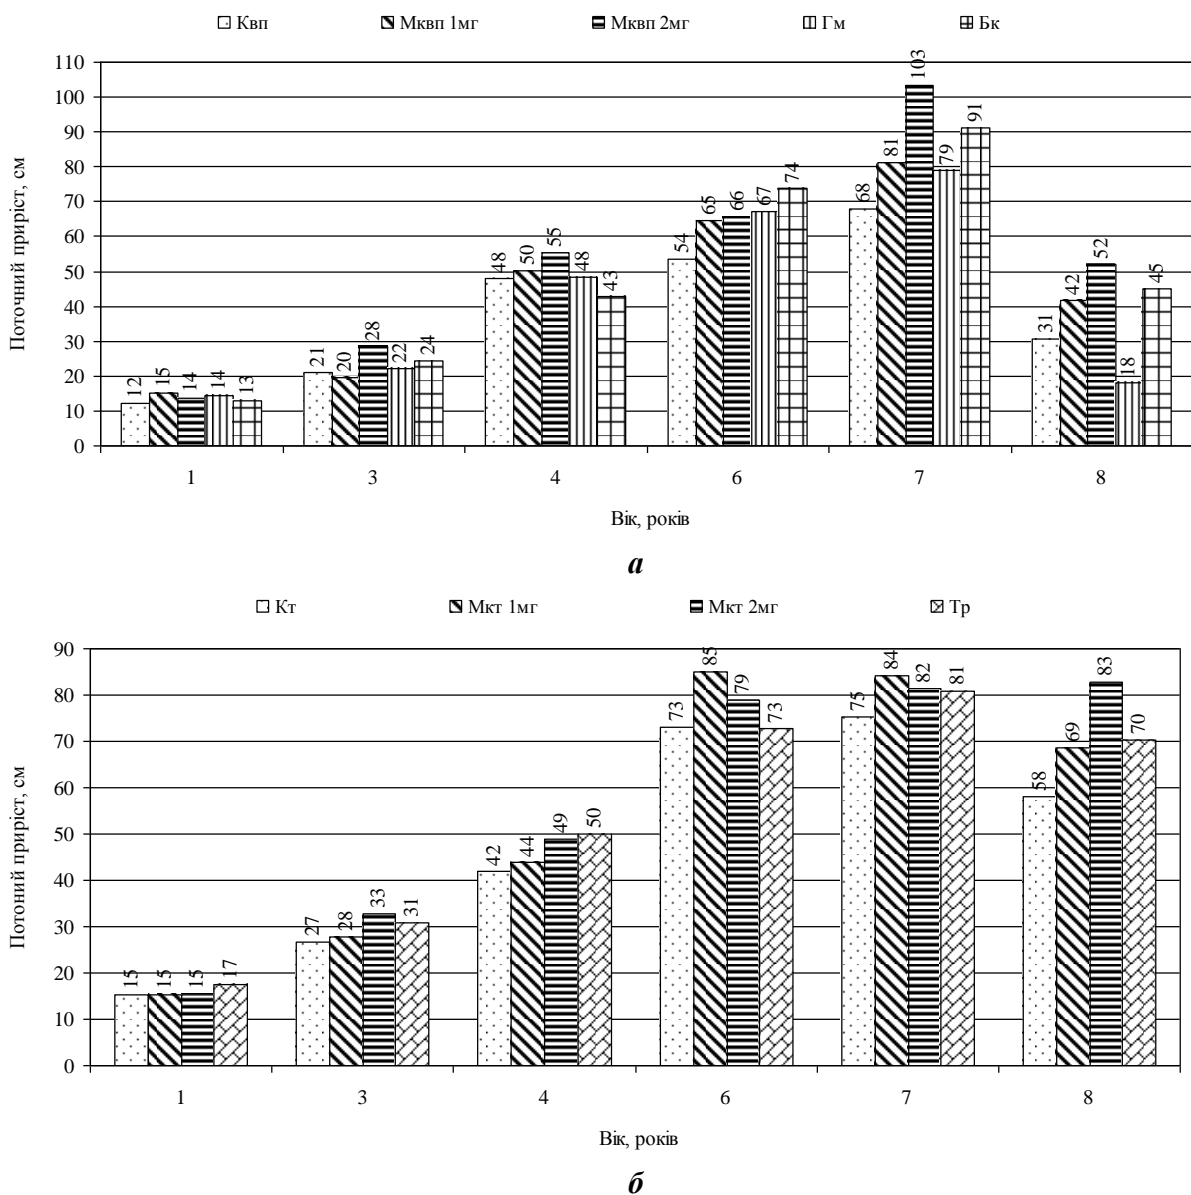 Квп Мквп 1мг Мквп 2мг Гм Бк
Поточний приріст, см
110
100
90
80
70
60
50
40
30
20
10
0
12 15 14 14 13
21 20 28 22 24
48 50 55 48 43
54 65 66 67 74
68 81 103 79 91
31 42 52 18 45
1 3 4 6 7 8
Вік, років
а
Кт Мкт 1мг Мкт 2мг Тр
Потоний приріст, см
90
80
70
60
50
40
30
20
10
0
15 15 15 17
27 28 33 31
42 44 49 50
73 85 79 73
75 84 82 81
58 69 83 70
1 3 4 6 7 8
Вік, років
б